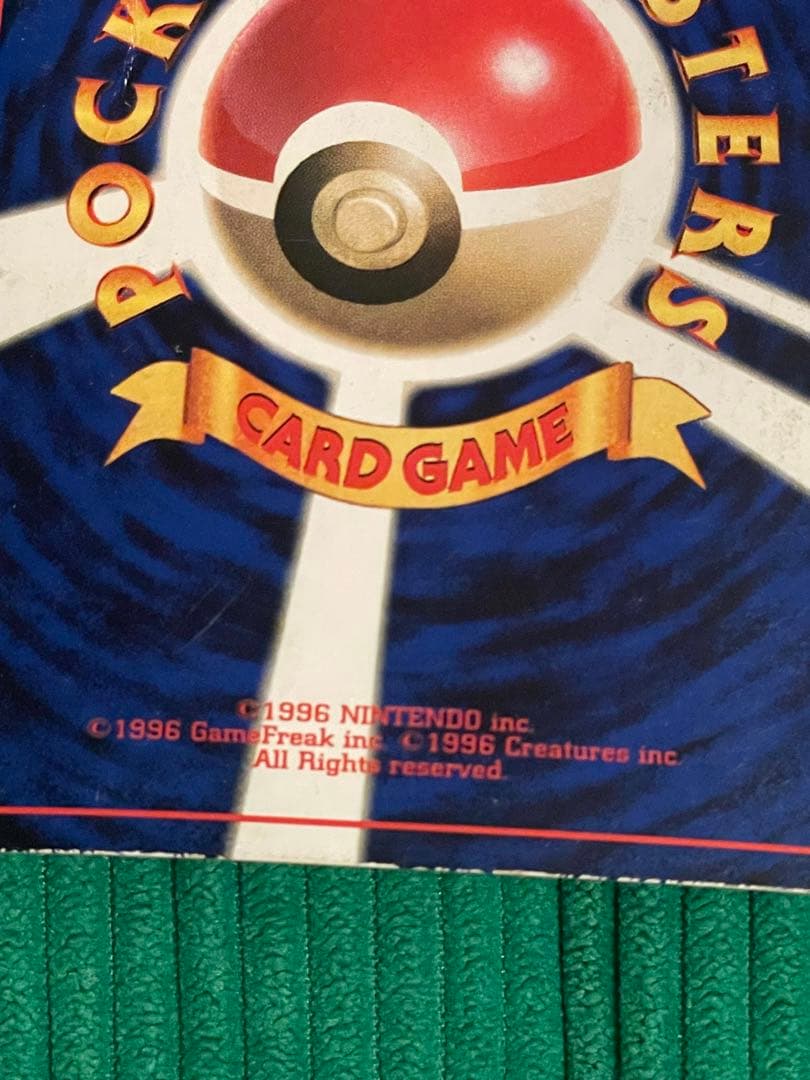 POCK
STERS
CARD GAME
©1996 NINTENDO inc.
©1996 GameFreak inc. ©1996 Creatures inc.
All Rights reserved.